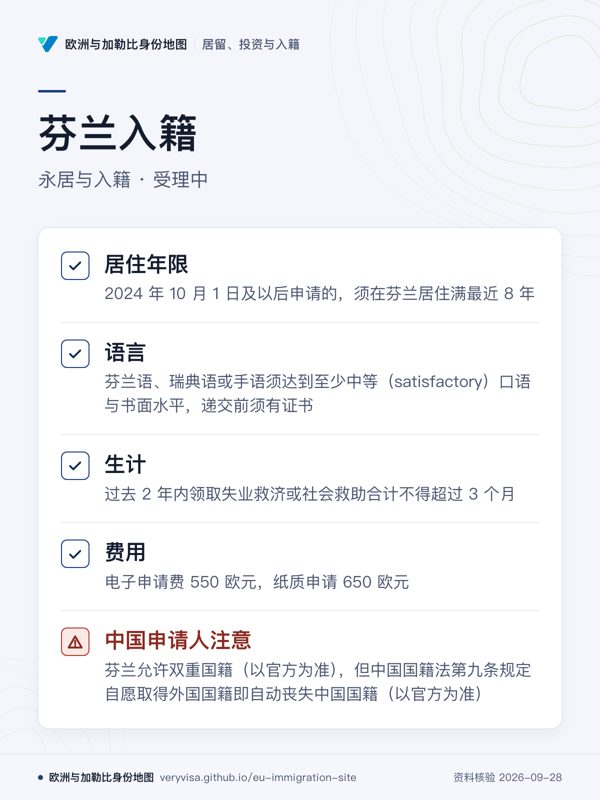 欧洲与加勒比身份地图 居留、投资与入籍
芬兰入籍
永居与入籍 · 受理中
居住年限
2024 年 10 月 1 日及以后申请的，须在芬兰居住满最近 8 年
语言
芬兰语、瑞典语或手语须达到至少中等（satisfactory）口语
与书面水平，递交前须有证书
生计
过去 2 年内领取失业救济或社会救助合计不得超过 3 个月
费用
电子申请费 550 欧元，纸质申请 650 欧元
中国申请人注意
芬兰允许双重国籍（以官方为准），但中国国籍法第九条规定
自愿取得外国国籍即自动丧失中国国籍（以官方为准）
欧洲与加勒比身份地图 veryvisa.github.io/eu-immigration-site 资料核验 2026-09-28